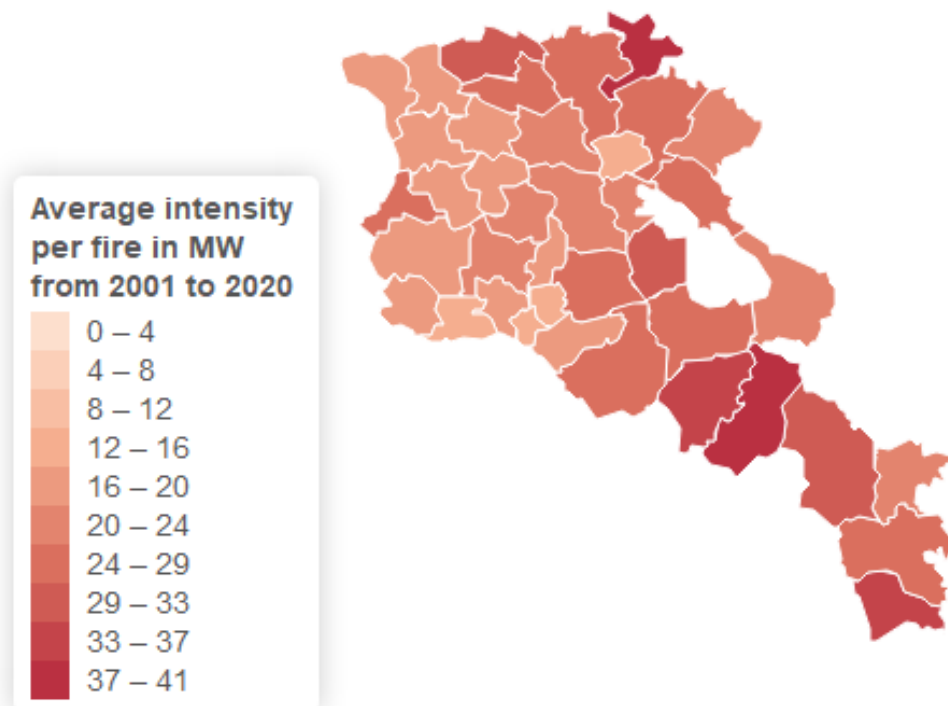 Average intensity
per fire in MW
from 2001 to 2020
0 – 4
4 – 8
8 – 12
12 – 16
16 – 20
20 – 24
24 – 29
29 – 33
33 – 37
37 – 41